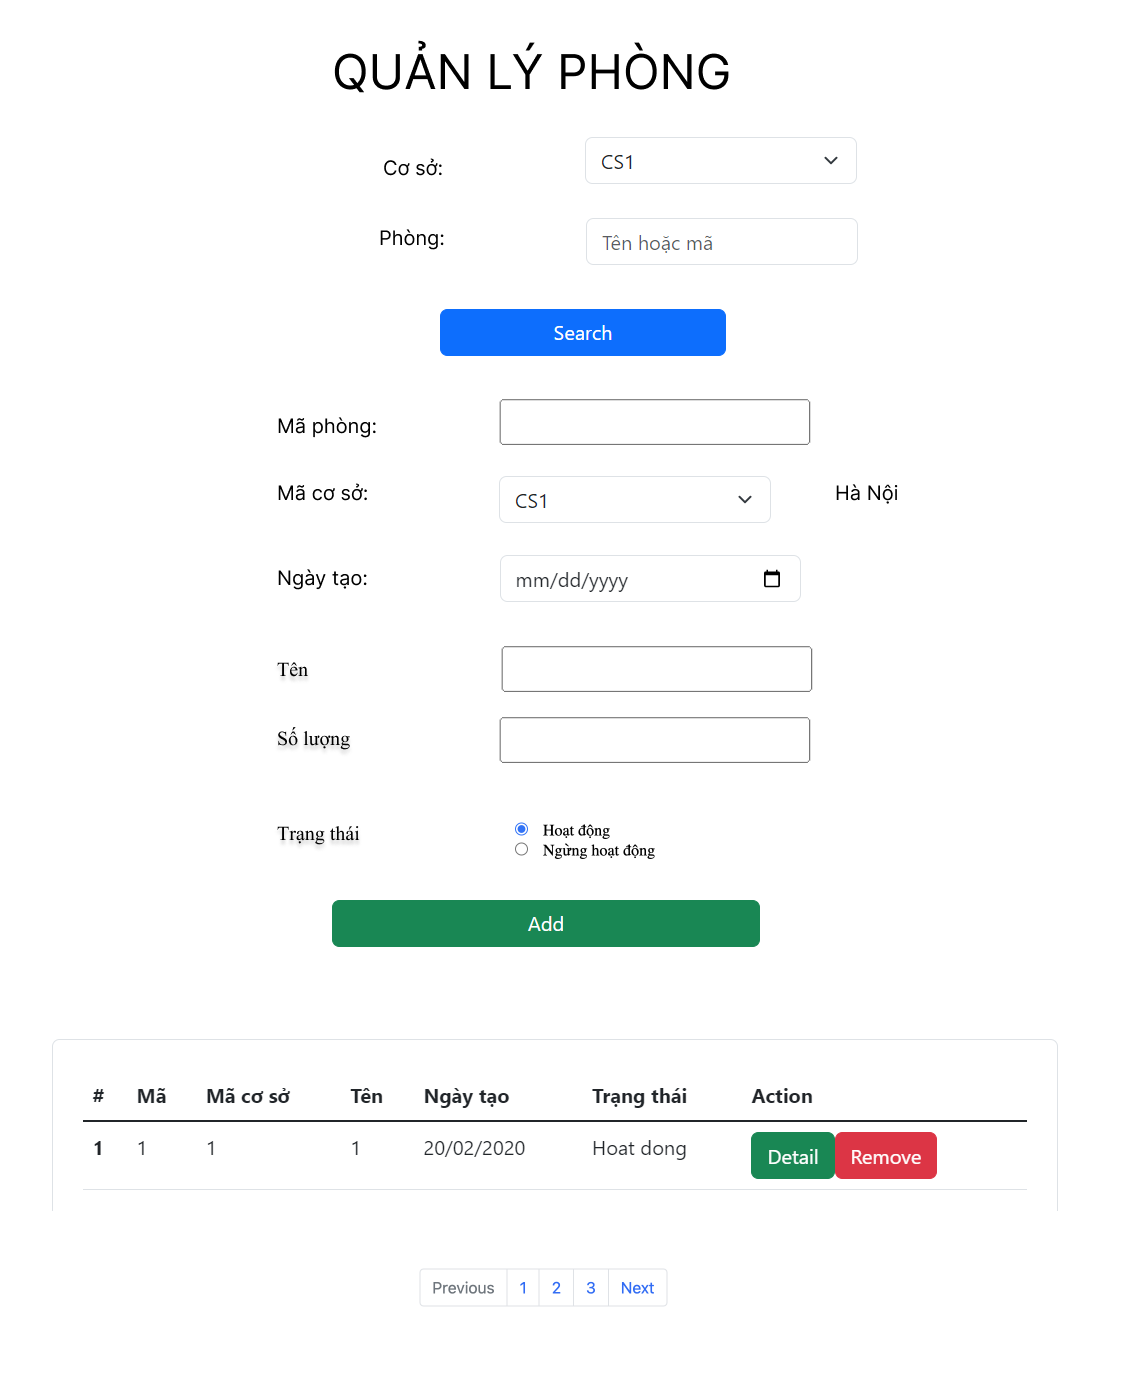 QUẢN LÝ PHÒNG
Cơ sở: CS1
Phòng: Tên hoặc mã
Search
Mã phòng:
Mã cơ sở: CS1 Hà Nội
Ngày tạo: mm/dd/yyyy
Tên
Số lượng
Trạng thái Hoạt động
Ngừng hoạt động
Add
# Mã Mã cơ sở Tên Ngày tạo Trạng thái Action
1 1 1 1 20/02/2020 Hoat dong Detail Remove
Previous 1 2 3 Next